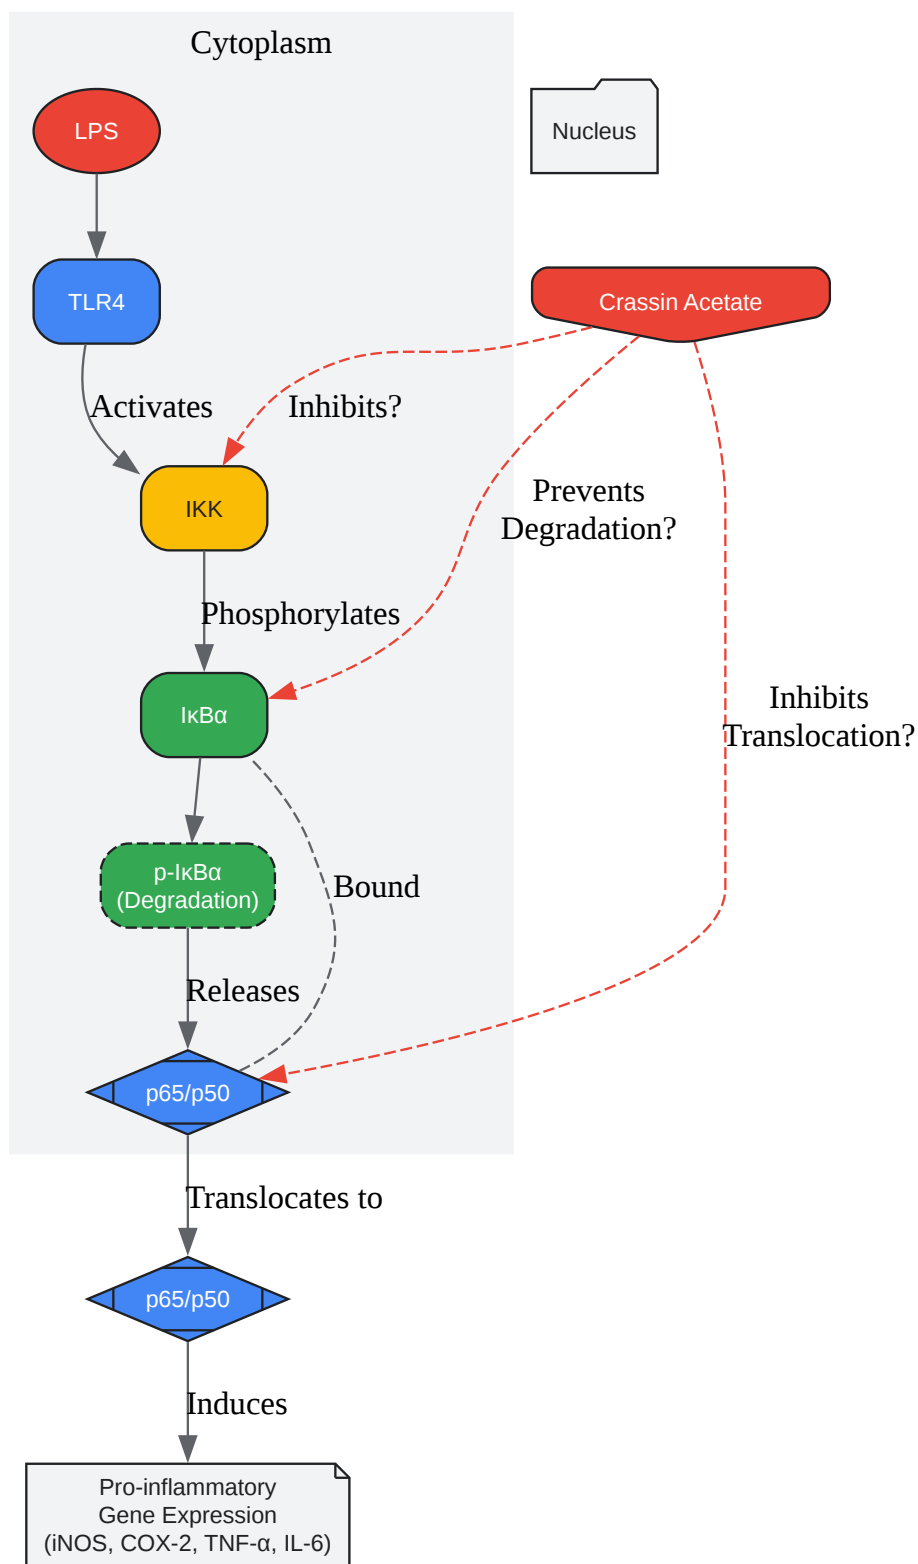 Cytoplasm
LPS
Nucleus
TLR4
Crassin Acetate
Activates
Inhibits?
IKK
Prevents
Degradation?
Phosphorylates
IκBα
Inhibits
Translocation?
p-IκBα
(Degradation)
Bound
Releases
p65/p50
Translocates to
p65/p50
Induces
Pro-inflammatory
Gene Expression
(iNOS, COX-2, TNF-α, IL-6)